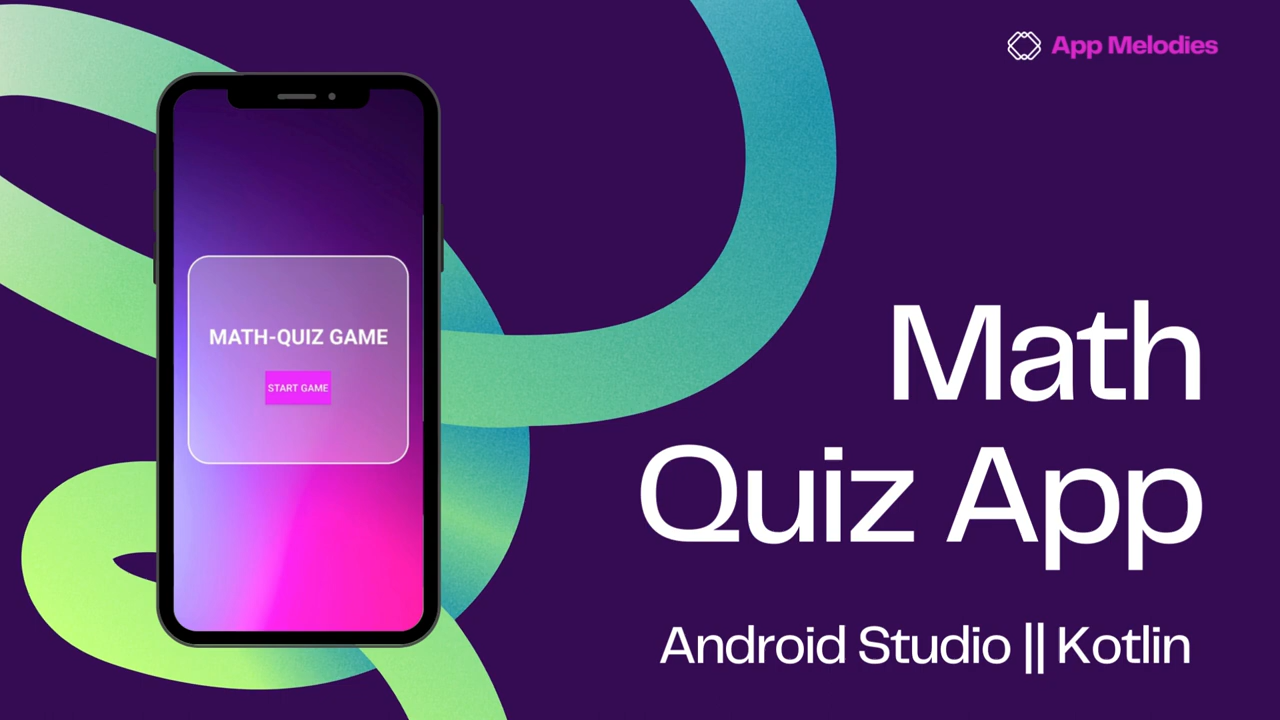 App Melodies
MATH-QUIZ GAME
START GAME
Math
Quiz App
Android Studio || Kotlin